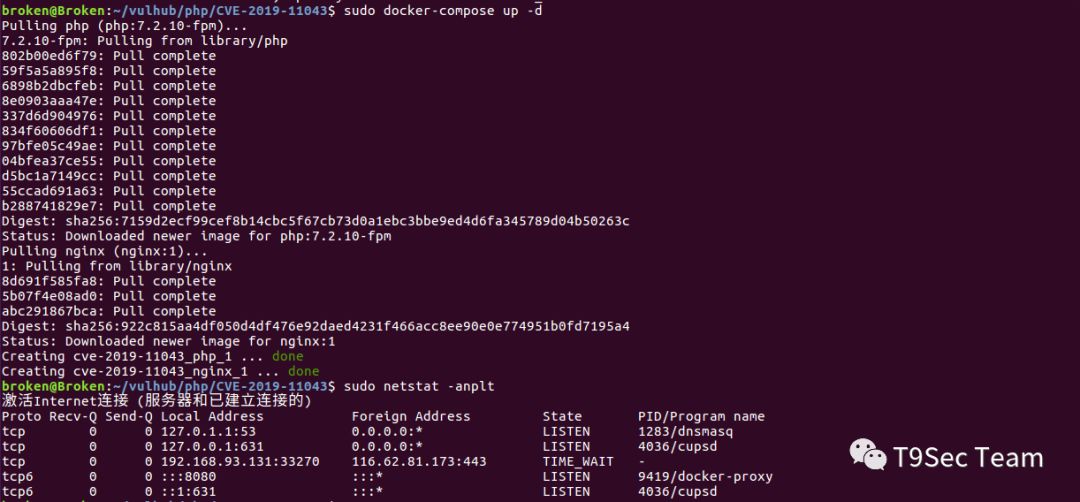 broken@Broken:~/vulhub/php/CVE-2019-11043$ sudo docker-compose up -d
Pulling php (php:7.2.10-fpm)...
7.2.10-fpm: Pulling from library/php
802b00ed6f79: Pull complete
59f5a5a895f8: Pull complete
6898b2dbcfeb: Pull complete
8e0903aaa47e: Pull complete
337d6d904976: Pull complete
834f60606df1: Pull complete
97bfe05c49ae: Pull complete
04bfea37ce55: Pull complete
d5bc1a7149cc: Pull complete
55ccad691a63: Pull complete
b288741829e7: Pull complete
Digest: sha256:7159d2ecf99cef8b14cbc5f67cb73d0a1ebc3bbe9ed4d6fa345789d04b50263c
Status: Downloaded newer image for php:7.2.10-fpm
Pulling nginx (nginx:1)...
1: Pulling from library/nginx
8d691f585fa8: Pull complete
5b07f4e08ad0: Pull complete
abc291867bca: Pull complete
Digest: sha256:922c815aa4df050d4df476e92daed4231f466acc8ee90e0e774951b0fd7195a4
Status: Downloaded newer image for nginx:1
Creating cve-2019-11043_php_1 ... done
Creating cve-2019-11043_nginx_1 ... done
broken@Broken:~/vulhub/php/CVE-2019-11043$ sudo netstat -anplt
激活Internet连接 (服务器和已建立连接的)
Proto Recv-Q Send-Q Local Address Foreign Address State PID/Program name
tcp 0 0 127.0.1.1:53 0.0.0.0:* LISTEN 1283/dnsmasq
tcp 0 0 127.0.0.1:631 0.0.0.0:* LISTEN 4036/cupsd
tcp 0 0 192.168.93.131:33270 116.62.81.173:443 TIME_WAIT -
tcp6 0 0 :::8080 :::* LISTEN 9419/docker-proxy
tcp6 0 0 ::1:631 :::* LISTEN 4036/cupsd
T9Sec Team